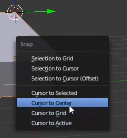 Snap
Selection to Grid
Selection to Cursor
Selection to Cursor (Offset)
Cursor to Selected
Cursor to Center
Cursor to Grid
Cursor to Active